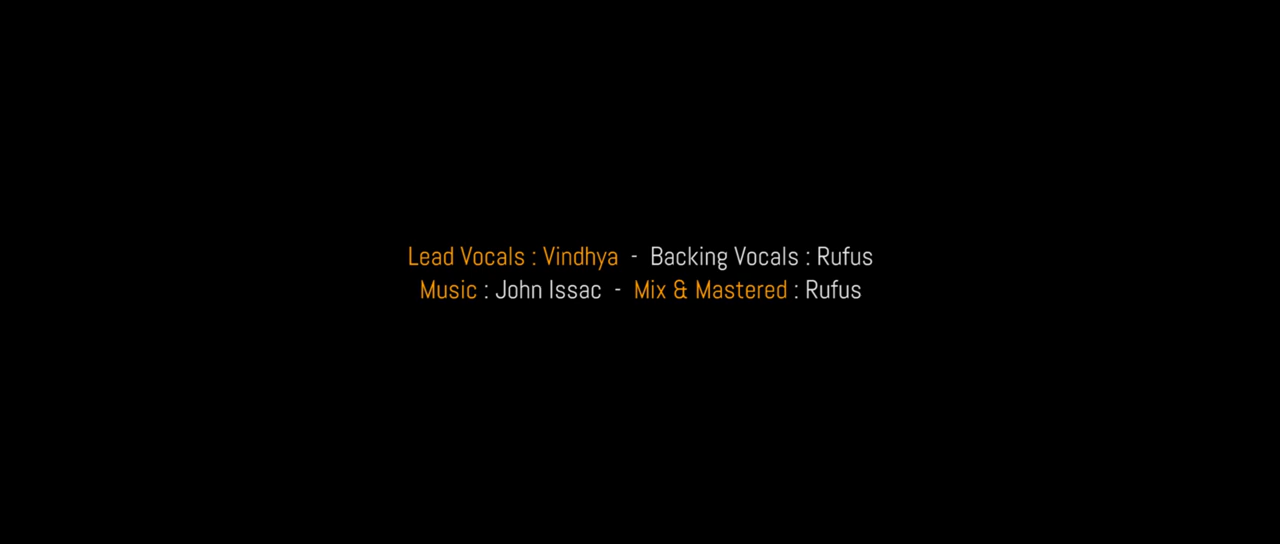 Lead Vocals : Vindhya - Backing Vocals : Rufus
Music : John Issac - Mix & Mastered : Rufus